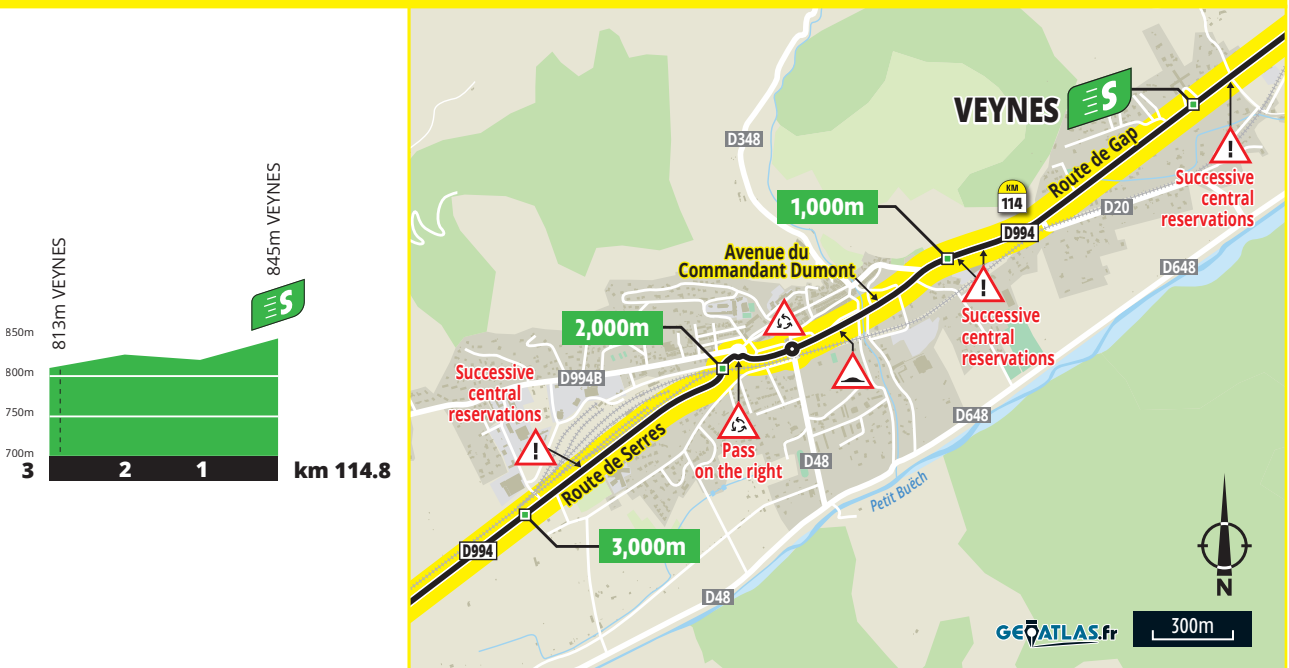 813m VEYNES
845m VEYNES
S
850m
800m
750m
700m
3
2
1
km 114.8
VEYNES
S
D348
Route de Gap
!
Successive
central
reservations
KM
114
1,000m
D20
D994
Avenue du
Commandant Dumont
D648
!
Successive
central
reservations
2,000m
Successive
central
reservations
D994B
!
D648
Route de Serres
Pass
on the right
D48
Petit Buëch
3,000m
D994
D48
N
GEOATLAS.fr
300m